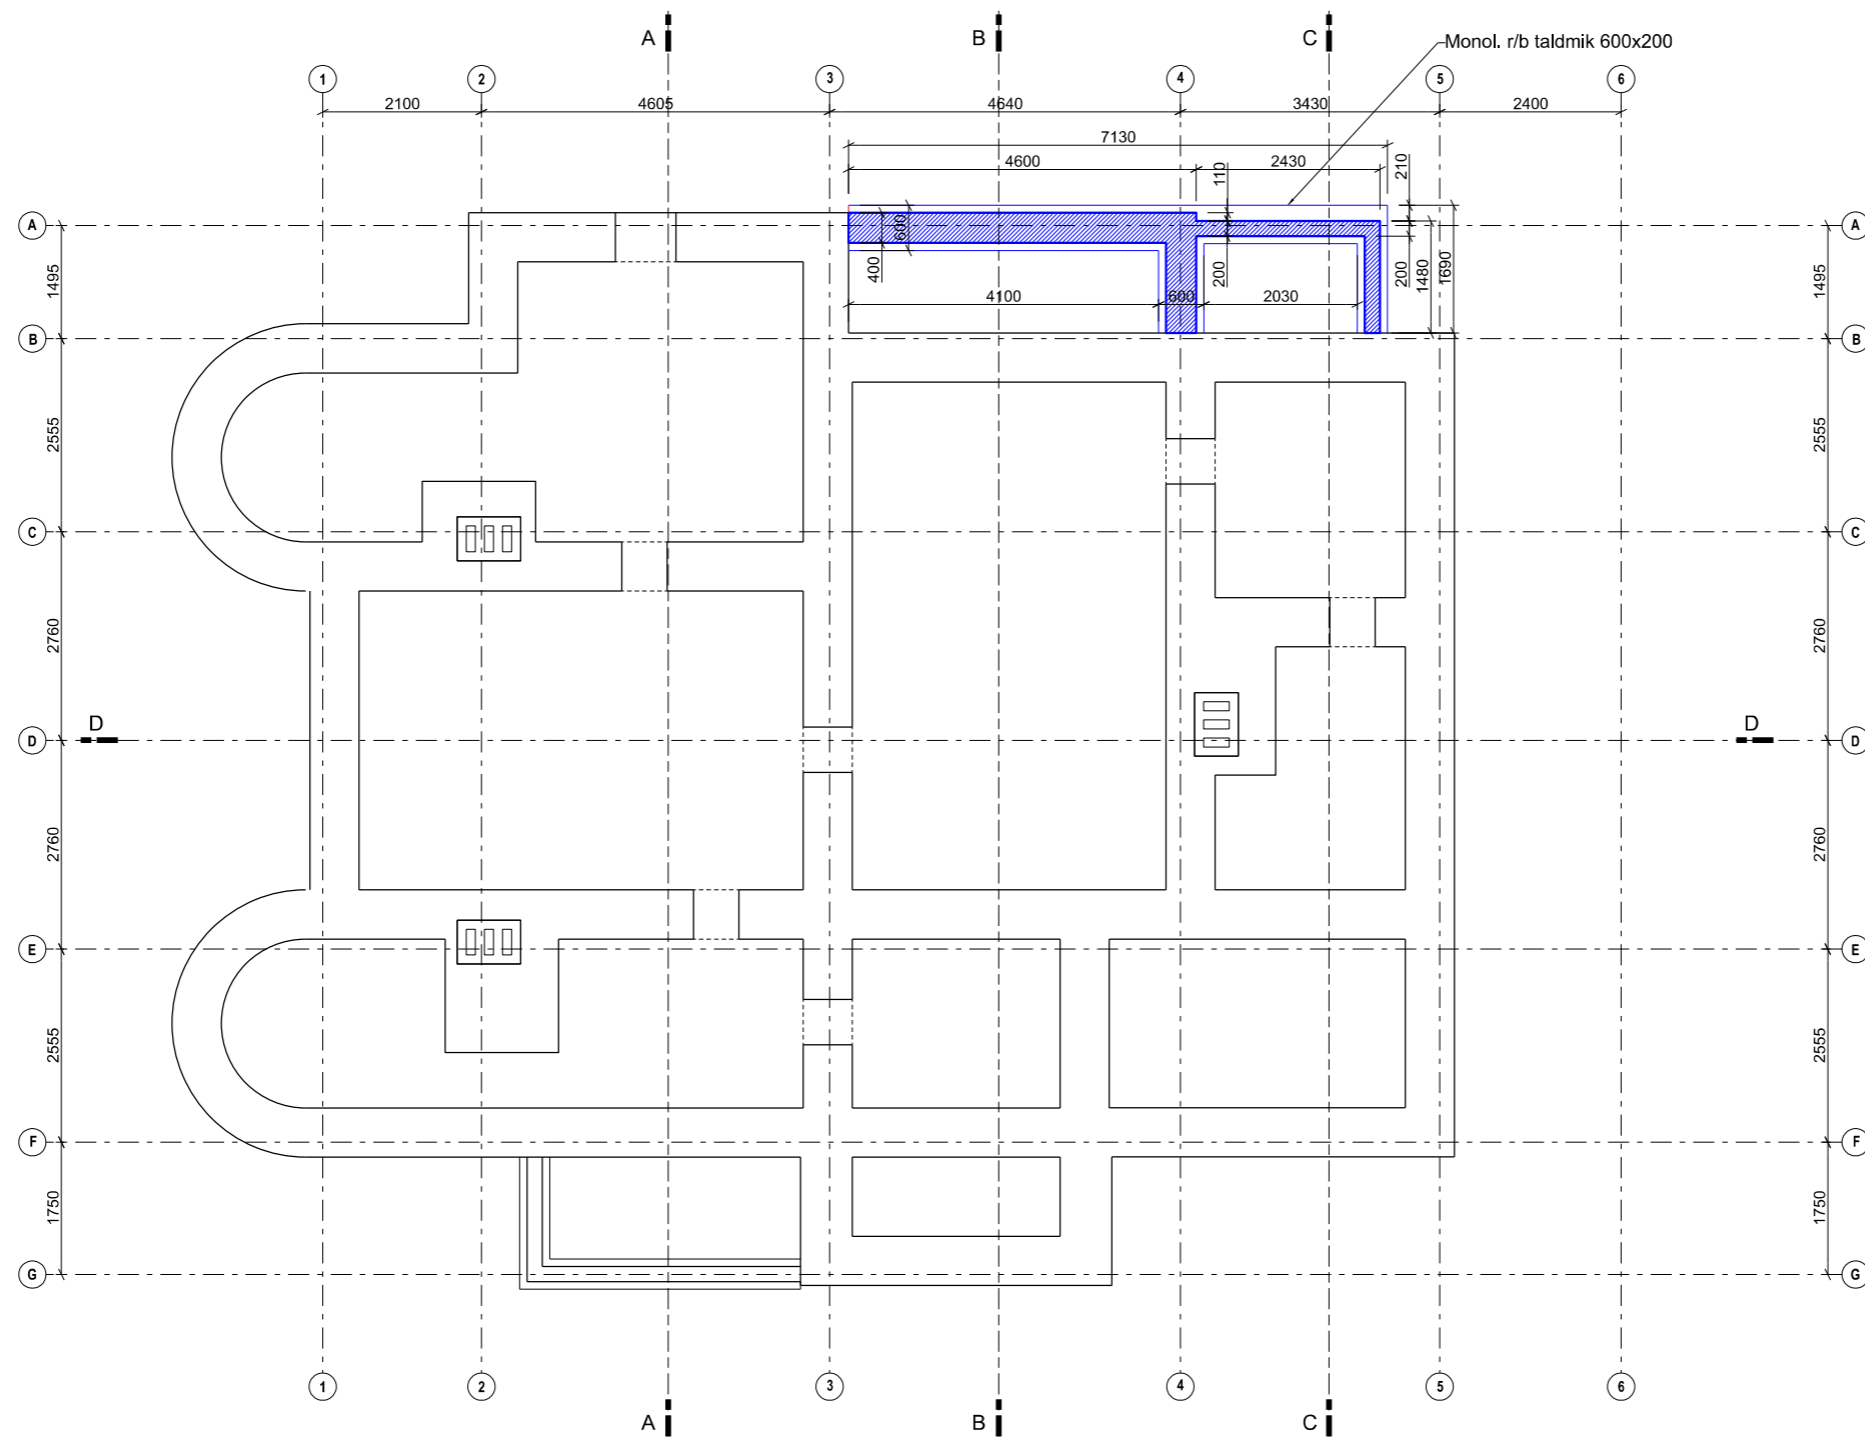 A B C
Monol. r/b taldmik 600x200
1 2 3 4 5 6
2100 4605 4640 3430 2400
7130
4600 2430
110 210
A A
600
400 200 200 1480 1690
1495 1495
4100 600 2030
B B
2555 2555
C C
2760 2760
D D
D D
2760 2760
E E
2555 2555
F F
1750 1750
G G
1 2 3 4 5 6
A B C